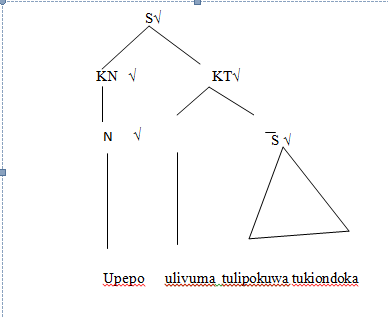 S√
KN √ KT√
N √ S̅ √
Upepo ulivuma tulipokuwa tukiondoka